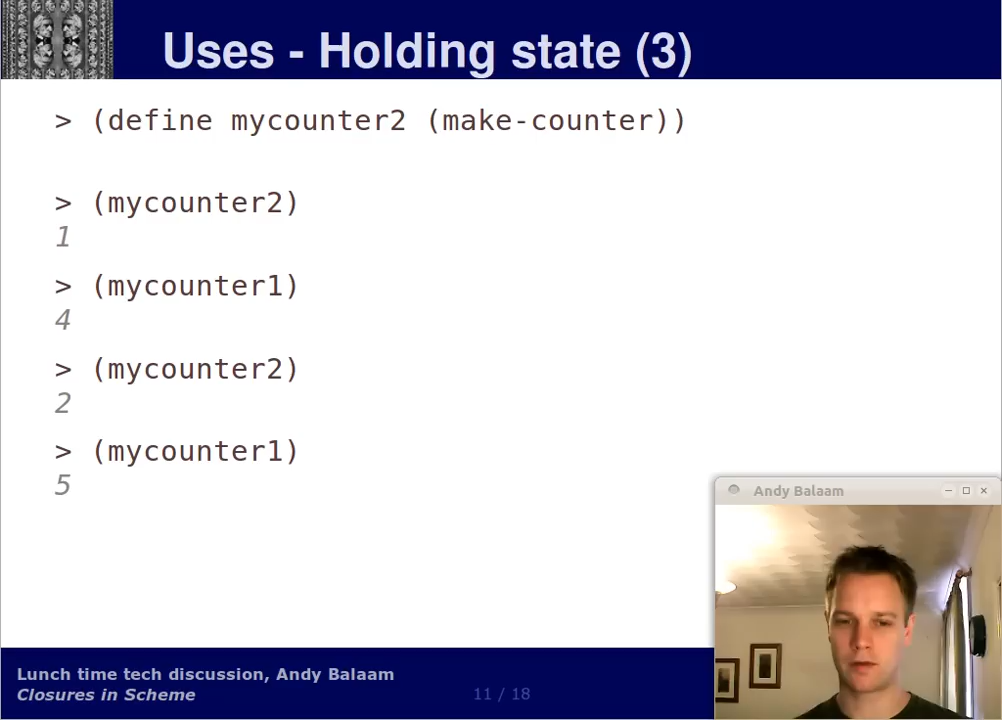 Uses - Holding state (3)
> (define mycounter2 (make-counter))
> (mycounter2)
1
> (mycounter1)
4
> (mycounter2)
2
> (mycounter1)
5
Andy Balaam
Lunch time tech discussion, Andy Balaam
Closures in Scheme
11 / 18